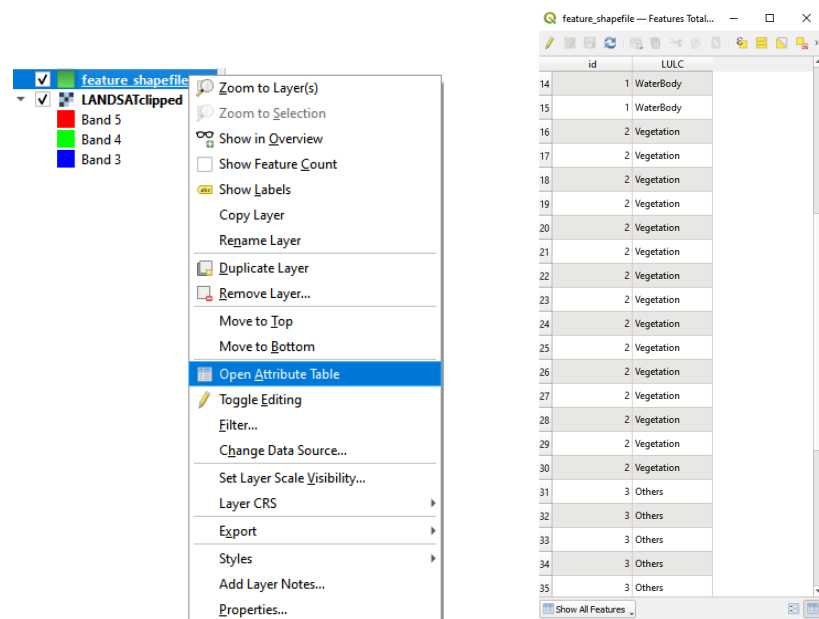 feature_shapefile
LANDSATclipped
Band 5
Band 4
Band 3
Zoom to Layer(s)
Zoom to Selection
Show in Overview
Show Feature Count
abc Show Labels
Copy Layer
Rename Layer
Duplicate Layer
Remove Layer...
Move to Top
Move to Bottom
Open Attribute Table
Toggle Editing
Filter...
Change Data Source...
Set Layer Scale Visibility...
Layer CRS
Export
Styles
Add Layer Notes...
Properties...
feature_shapefile — Features Total...
id LULC
14 1 WaterBody
15 1 WaterBody
16 2 Vegetation
17 2 Vegetation
18 2 Vegetation
19 2 Vegetation
20 2 Vegetation
21 2 Vegetation
22 2 Vegetation
23 2 Vegetation
24 2 Vegetation
25 2 Vegetation
26 2 Vegetation
27 2 Vegetation
28 2 Vegetation
29 2 Vegetation
30 2 Vegetation
31 3 Others
32 3 Others
33 3 Others
34 3 Others
35 3 Others
Show All Features